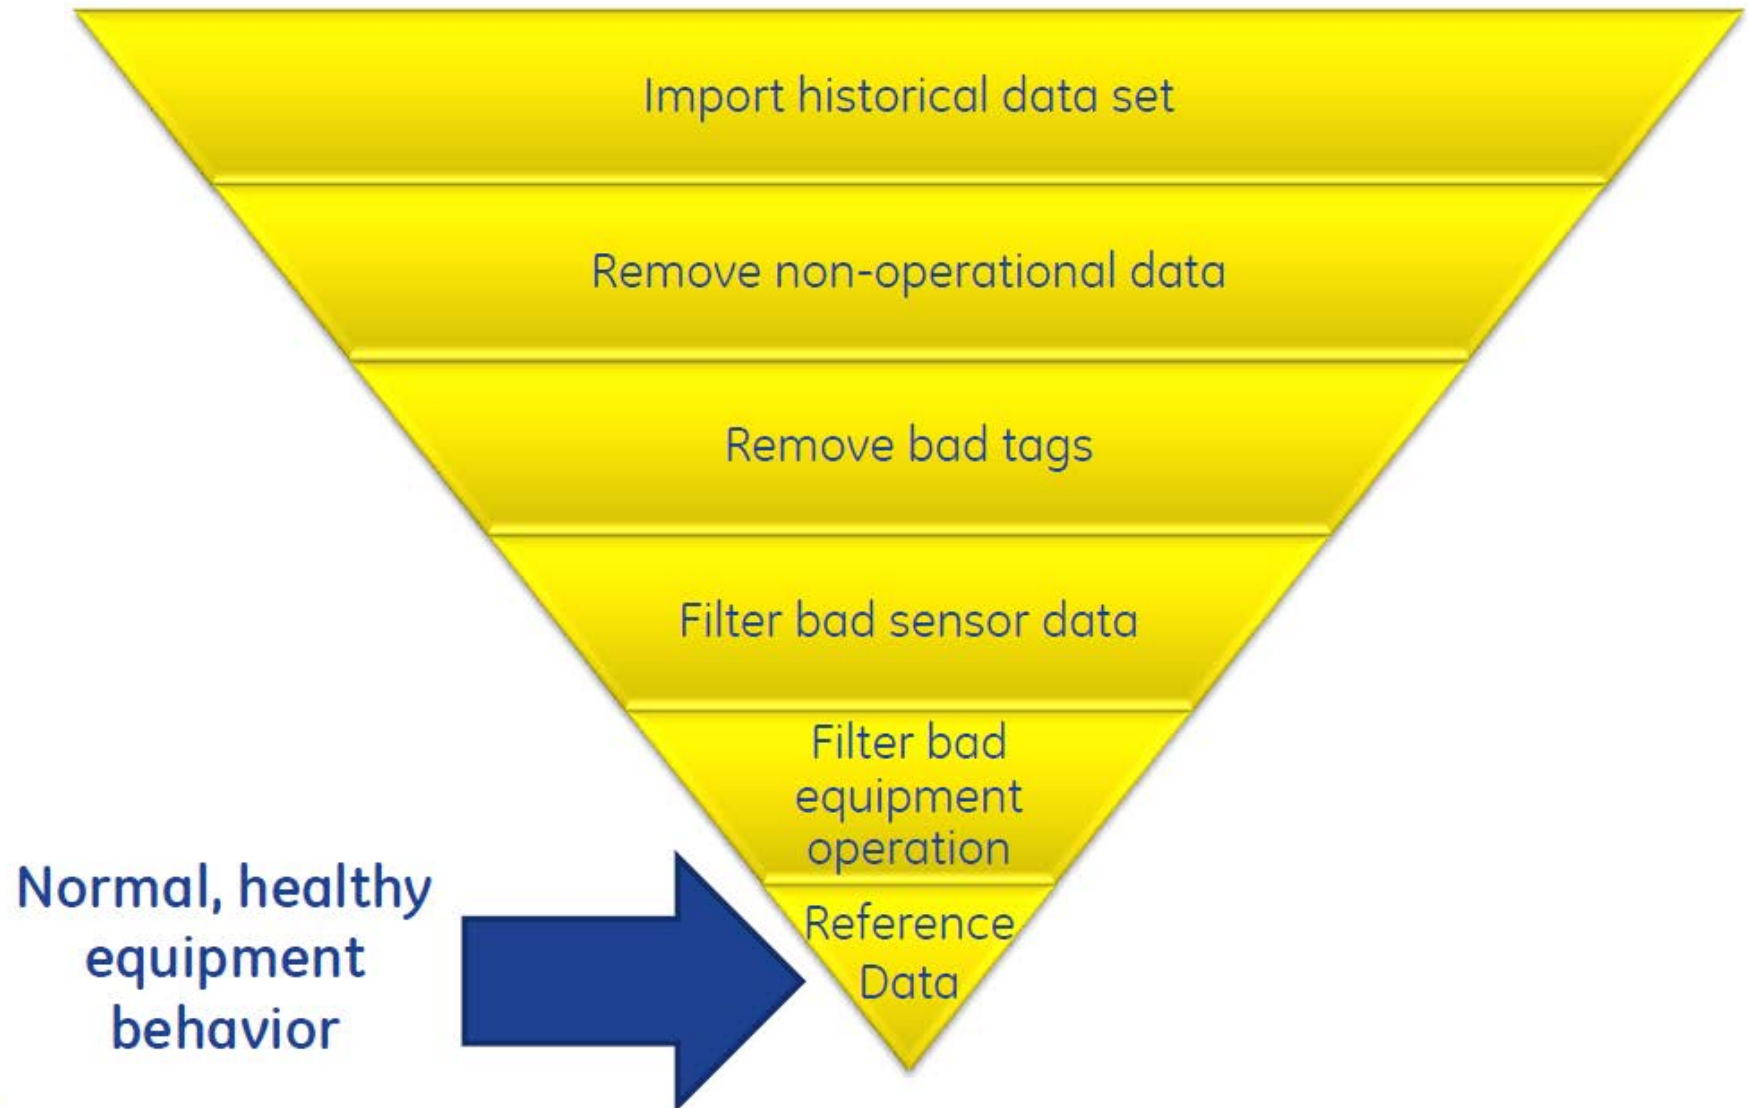 Import historical data set
Remove non-operational data
Remove bad tags
Filter bad sensor data
Filter bad
equipment
operation
Normal, healthy
equipment
behavior
Reference
Data